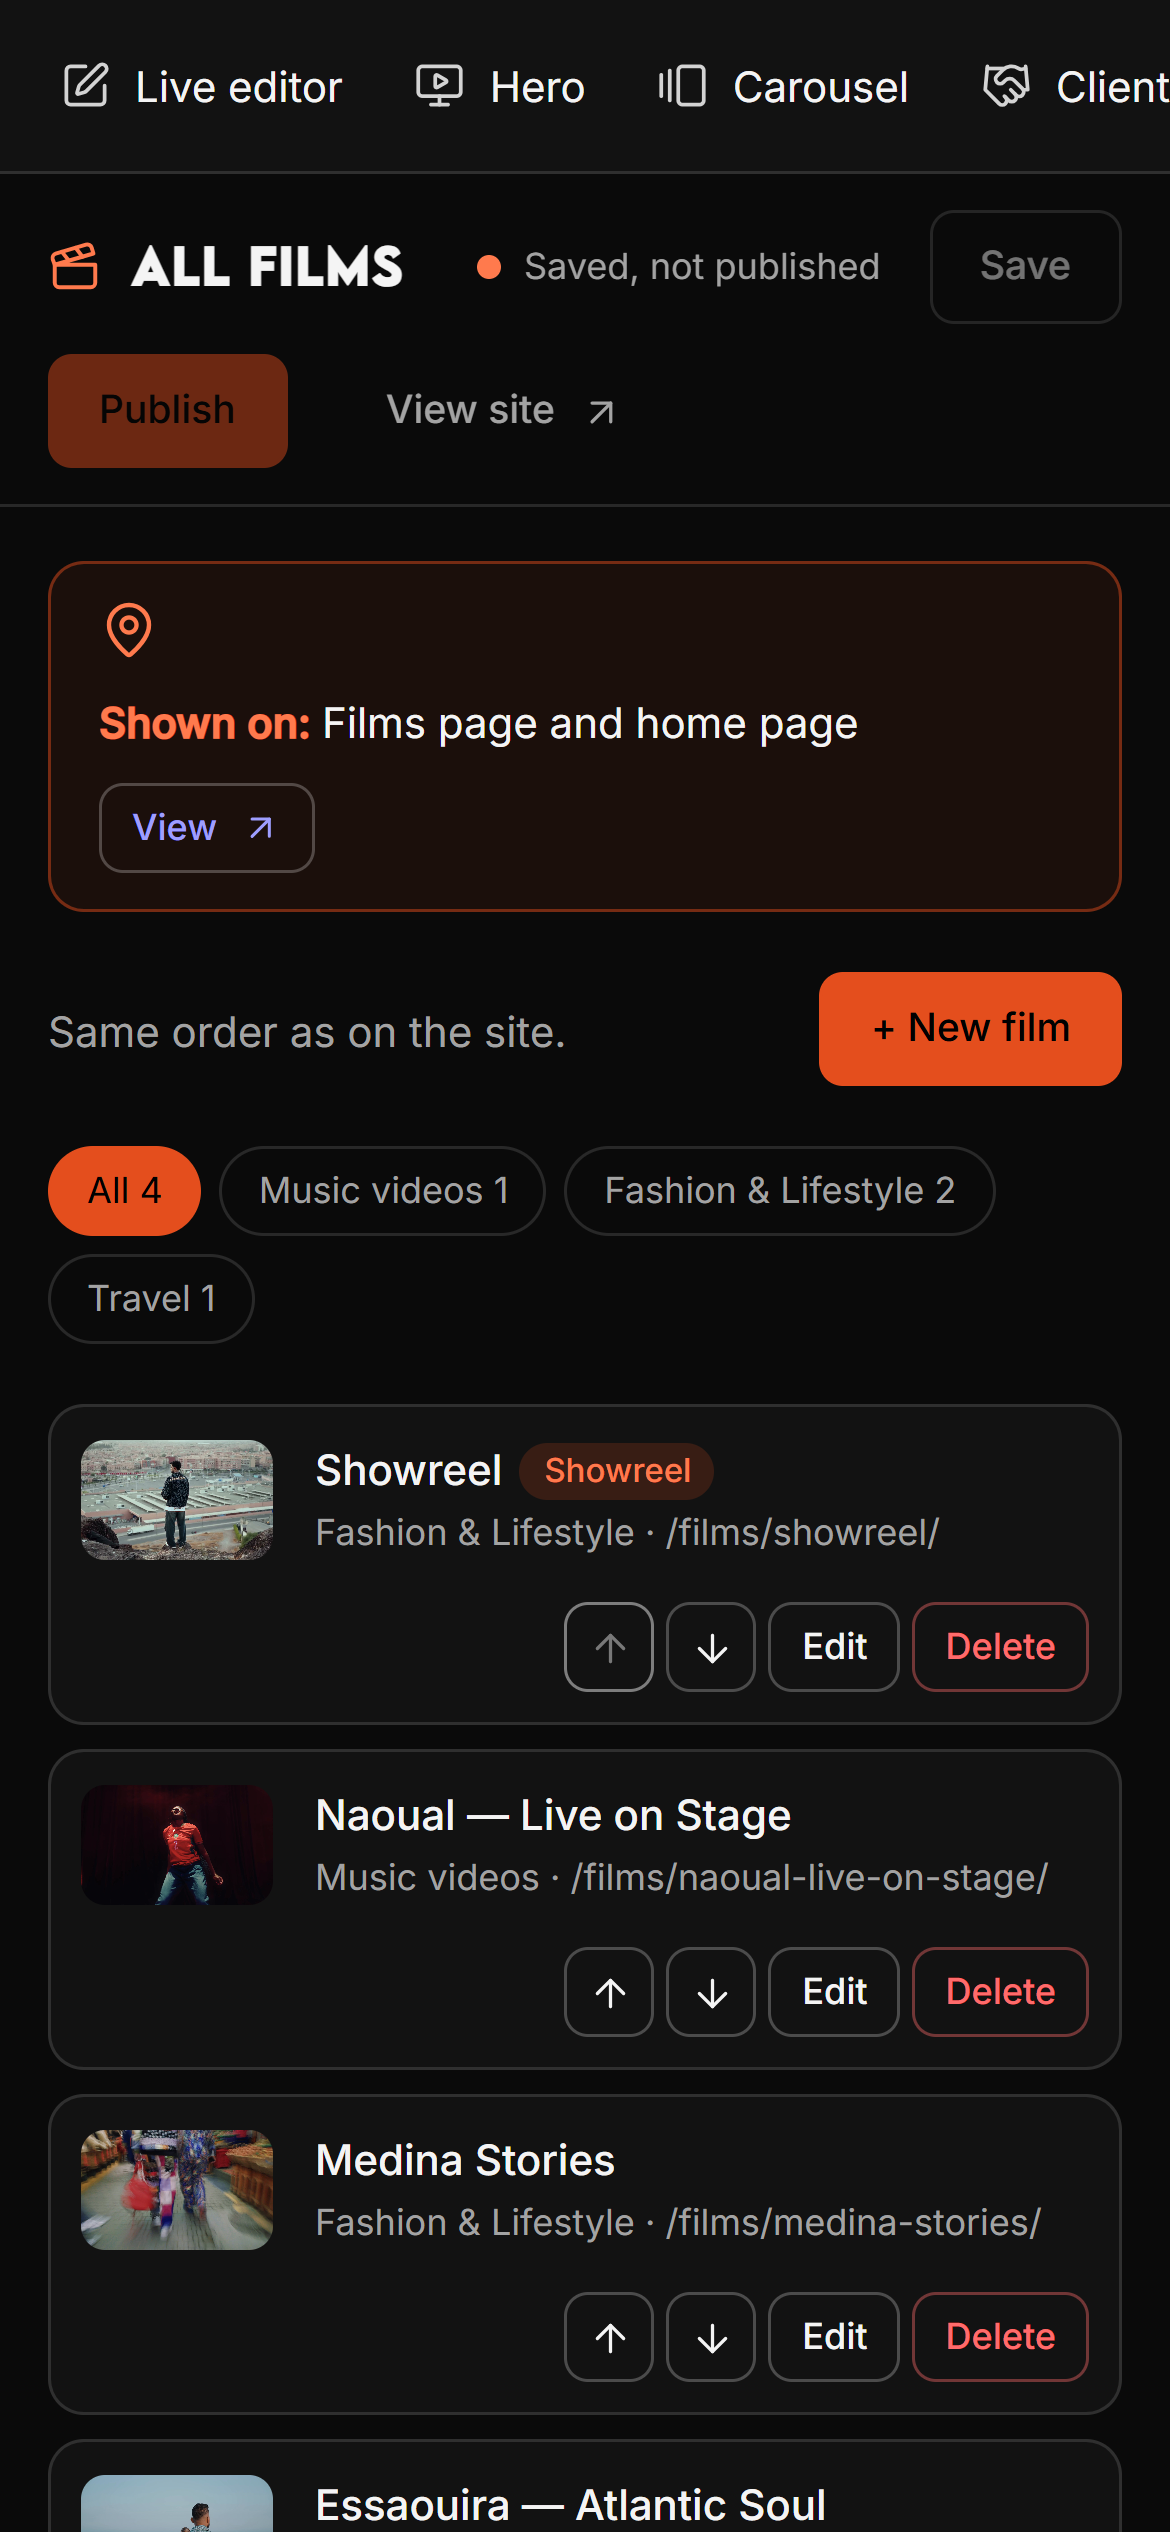 Live editor Hero Carousel Client
ALL FILMS Saved, not published Save
Publish View site
Shown on: Films page and home page
View
Same order as on the site. + New film
All 4 Music videos 1 Fashion & Lifestyle 2
Travel 1
Showreel Showreel
Fashion & Lifestyle · /films/showreel/
Edit Delete
Naoual — Live on Stage
Music videos · /films/naoual-live-on-stage/
Edit Delete
Medina Stories
Fashion & Lifestyle · /films/medina-stories/
Edit Delete
Essaouira — Atlantic Soul